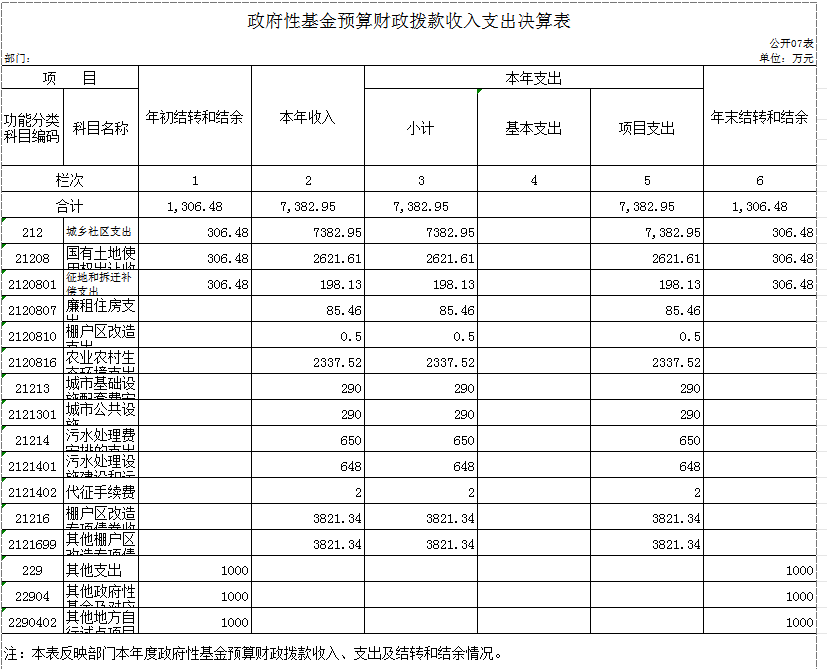 政府性基金预算财政拨款收入支出决算表
公开07表
部门： 单位：万元
项 目 年初结转和结余 本年收入 本年支出 年末结转和结余
功能分类科目编码 科目名称 小计 基本支出 项目支出
栏次 1 2 3 4 5 6
合计 1,306.48 7,382.95 7,382.95 7,382.95 1,306.48
212 城乡社区支出 306.48 7382.95 7382.95 7,382.95 306.48
21208 国有土地使 306.48 2621.61 2621.61 2621.61 306.48
2120801 征地和拆迁补偿支出 306.48 198.13 198.13 198.13 306.48
2120807 廉租住房支出 85.46 85.46 85.46
2120810 棚户区改造支出 0.5 0.5 0.5
2120816 农业农村生 2337.52 2337.52 2337.52
21213 城市基础设 290 290 290
2121301 城市公共设施 290 290 290
21214 污水处理费 650 650 650
2121401 污水处理设 648 648 648
2121402 代征手续费 2 2 2
21216 棚户区改造 3821.34 3821.34 3821.34
2121699 其他棚户区 3821.34 3821.34 3821.34
229 其他支出 1000 1000
22904 其他政府性 1000 1000
2290402 其他地方自 1000 1000
注：本表反映部门本年度政府性基金预算财政拨款收入、支出及结转和结余情况。